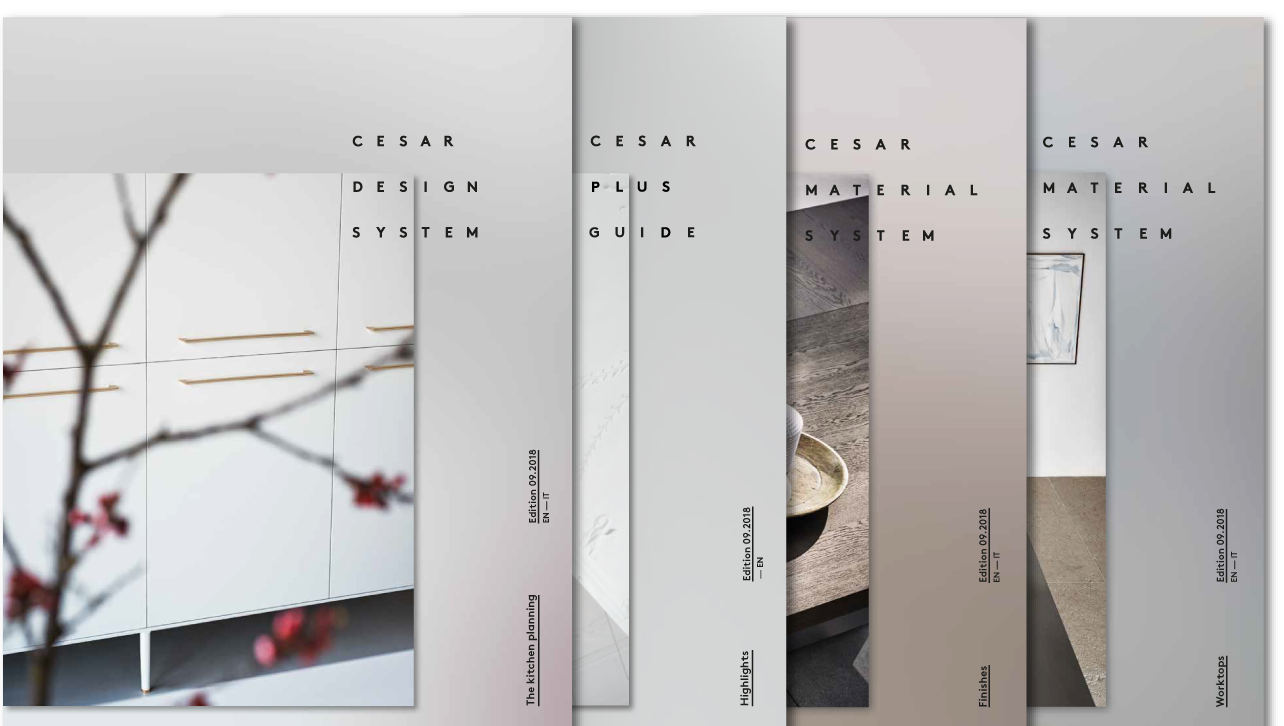 CESAR
DESIGN
SYSTEM
Edition 09.2018
EN — IT
The kitchen planning
CESAR
PLUS
GUIDE
Edition 09.2018
— EN
Highlights
CESAR
MATERIAL
SYSTEM
Edition 09.2018
EN — IT
Finishes
CESAR
MATERIAL
SYSTEM
Edition 09.2018
EN — IT
Worktops